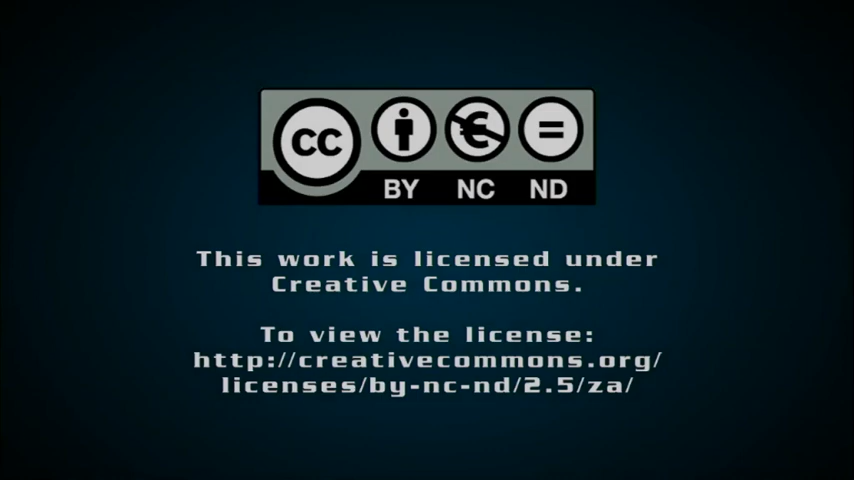 CC
BY NC ND
This work is licensed under
Creative Commons.
To view the license:
http://creativecommons.org/
licenses/by-nc-nd/2.5/za/